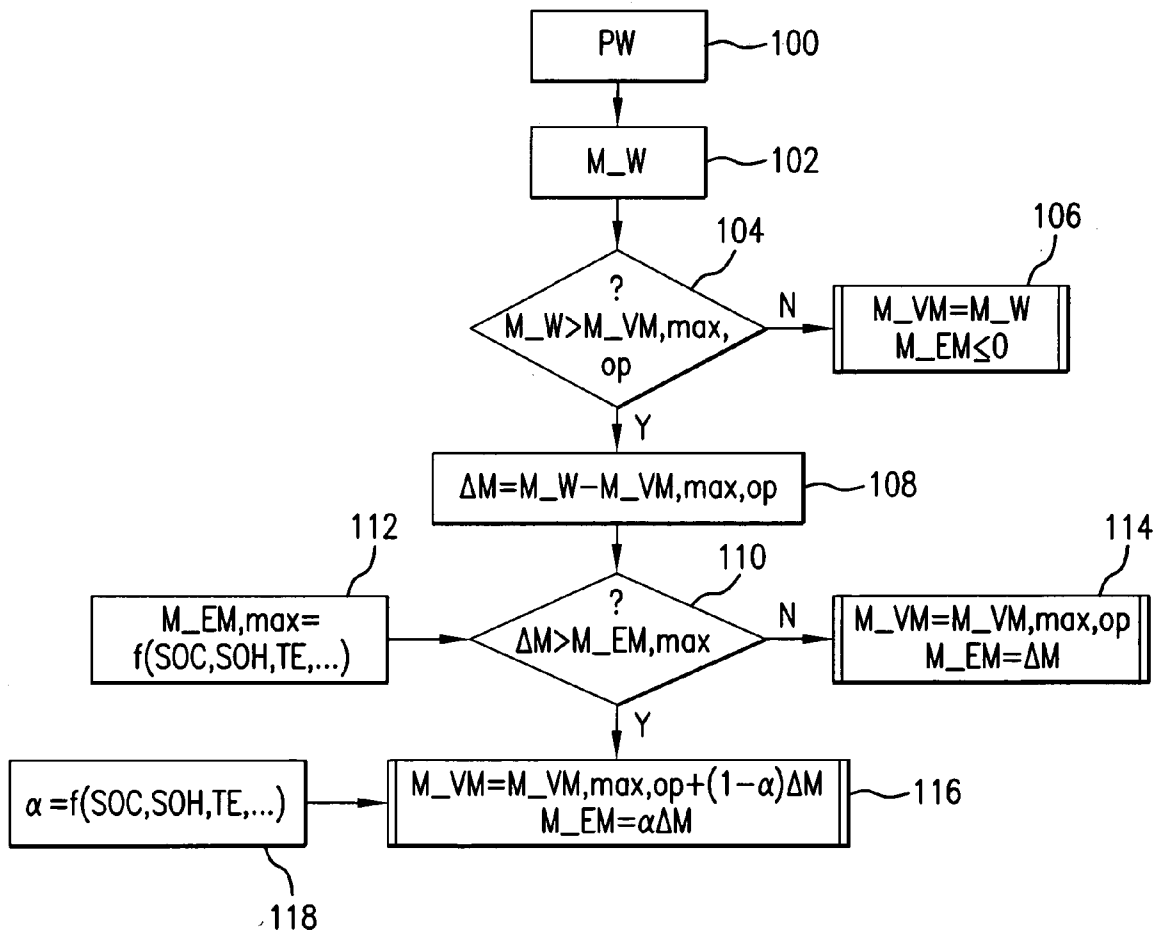 PW
100
M_W
102
104
106
?
M_W>M_VM,max,
op
N
M_VM=M_W
M_EM≤0
Y
ΔM=M_W-M_VM,max,op
108
112
110
114
M_EM,max=
f(SOC,SOH,TE,...)
?
ΔM>M_EM,max
N
M_VM=M_VM,max,op
M_EM=ΔM
Y
α=f(SOC,SOH,TE,...)
M_VM=M_VM,max,op+(1-α)ΔM
M_EM=αΔM
116
118